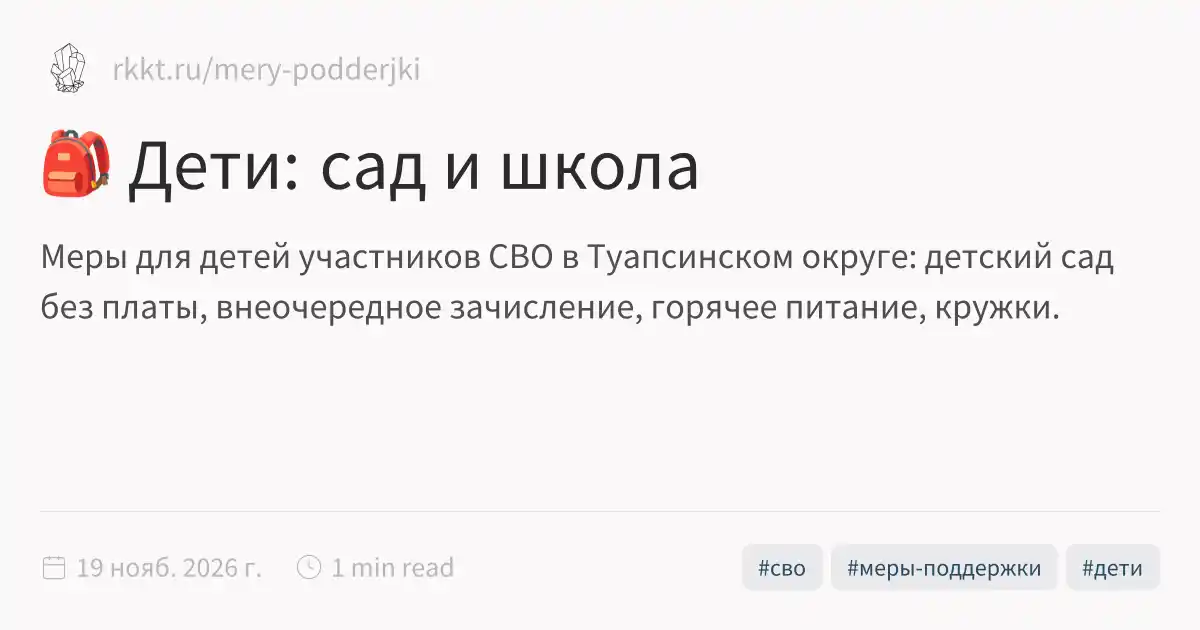 rkkt.ru/mery-podderjki
Дети: сад и школа
Меры для детей участников СВО в Туапсинском округе: детский сад
без платы, внеочередное зачисление, горячее питание, кружки.
19 нояб. 2026 г. 1 min read #сво #меры-поддержки #дети